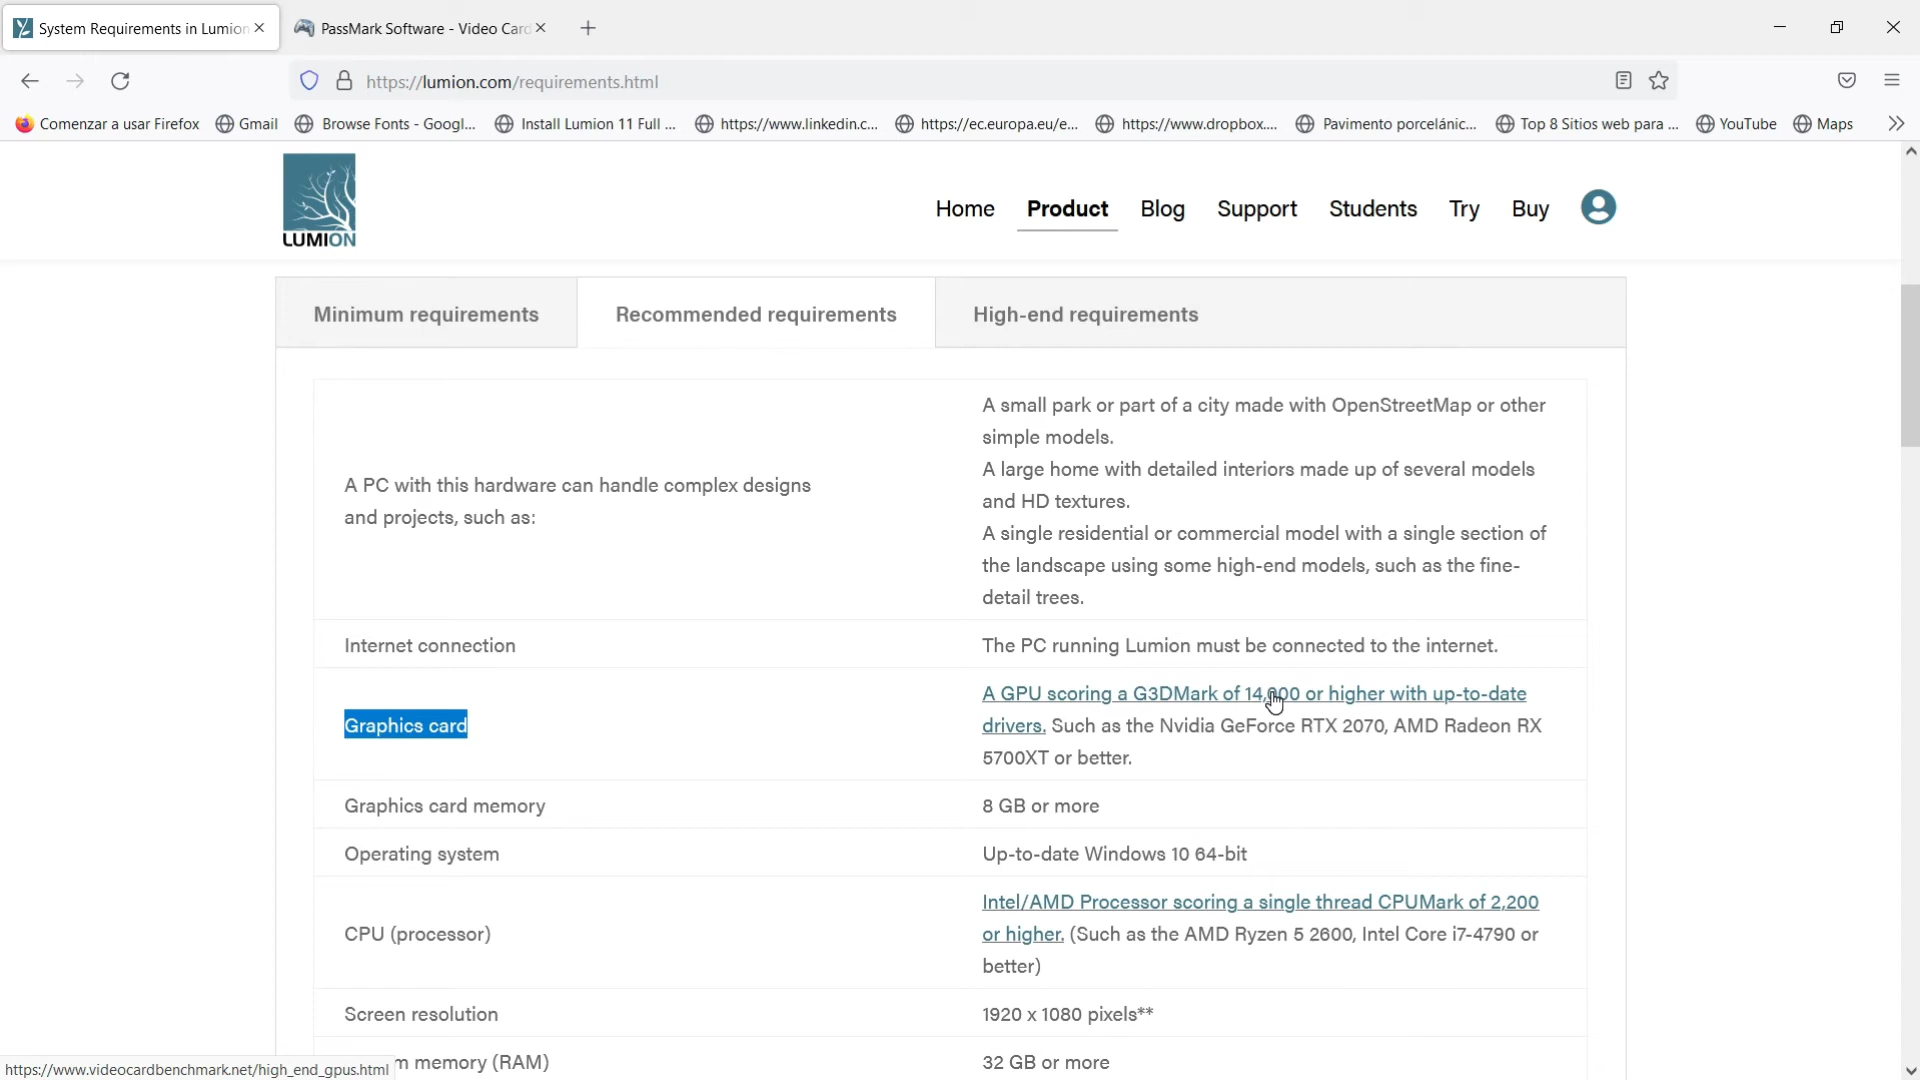 System Requirements in Lumion
PassMark Software - Video Card
https://lumion.com/requirements.html
Comenzar a usar Firefox
Gmail
Browse Fonts - Googl...
Install Lumion 11 Full ...
https://www.linkedin.c...
https://ec.europa.eu/e...
https://www.dropbox....
Pavimento porcelánic...
Top 8 Sitios web para ...
YouTube
Maps
LUMION
Home
Product
Blog
Support
Students
Try
Buy
Minimum requirements
Recommended requirements
High-end requirements
A PC with this hardware can handle complex designs
and projects, such as:
A small park or part of a city made with OpenStreetMap or other
simple models.
A large home with detailed interiors made up of several models
and HD textures.
A single residential or commercial model with a single section of
the landscape using some high-end models, such as the fine-
detail trees.
Internet connection
The PC running Lumion must be connected to the internet.
Graphics card
A GPU scoring a G3DMark of 14,000 or higher with up-to-date
drivers. Such as the Nvidia GeForce RTX 2070, AMD Radeon RX
5700XT or better.
Graphics card memory
8 GB or more
Operating system
Up-to-date Windows 10 64-bit
CPU (processor)
Intel/AMD Processor scoring a single thread CPUMark of 2,200
or higher. (Such as the AMD Ryzen 5 2600, Intel Core i7-4790 or
better)
Screen resolution
1920 x 1080 pixels**
m memory (RAM)
32 GB or more
https://www.videocardbenchmark.net/high_end_gpus.html